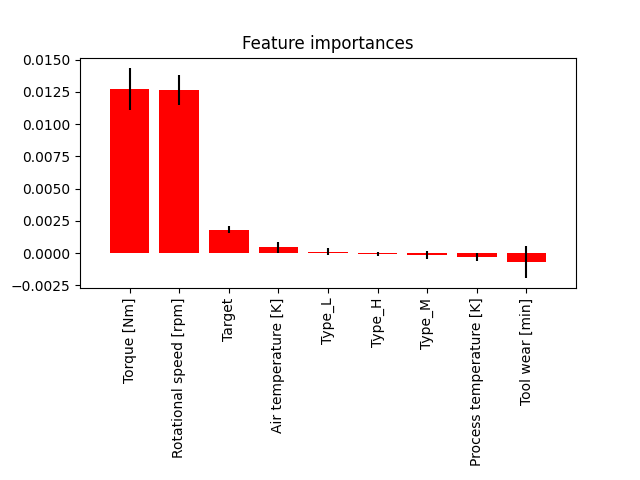 Feature importances
0.0150
0.0125
0.0100
0.0075
0.0050
0.0025
0.0000
−0.0025
Torque [Nm]
Rotational speed [rpm]
Target
Air temperature [K]
Type_L
Type_H
Type_M
Process temperature [K]
Tool wear [min]